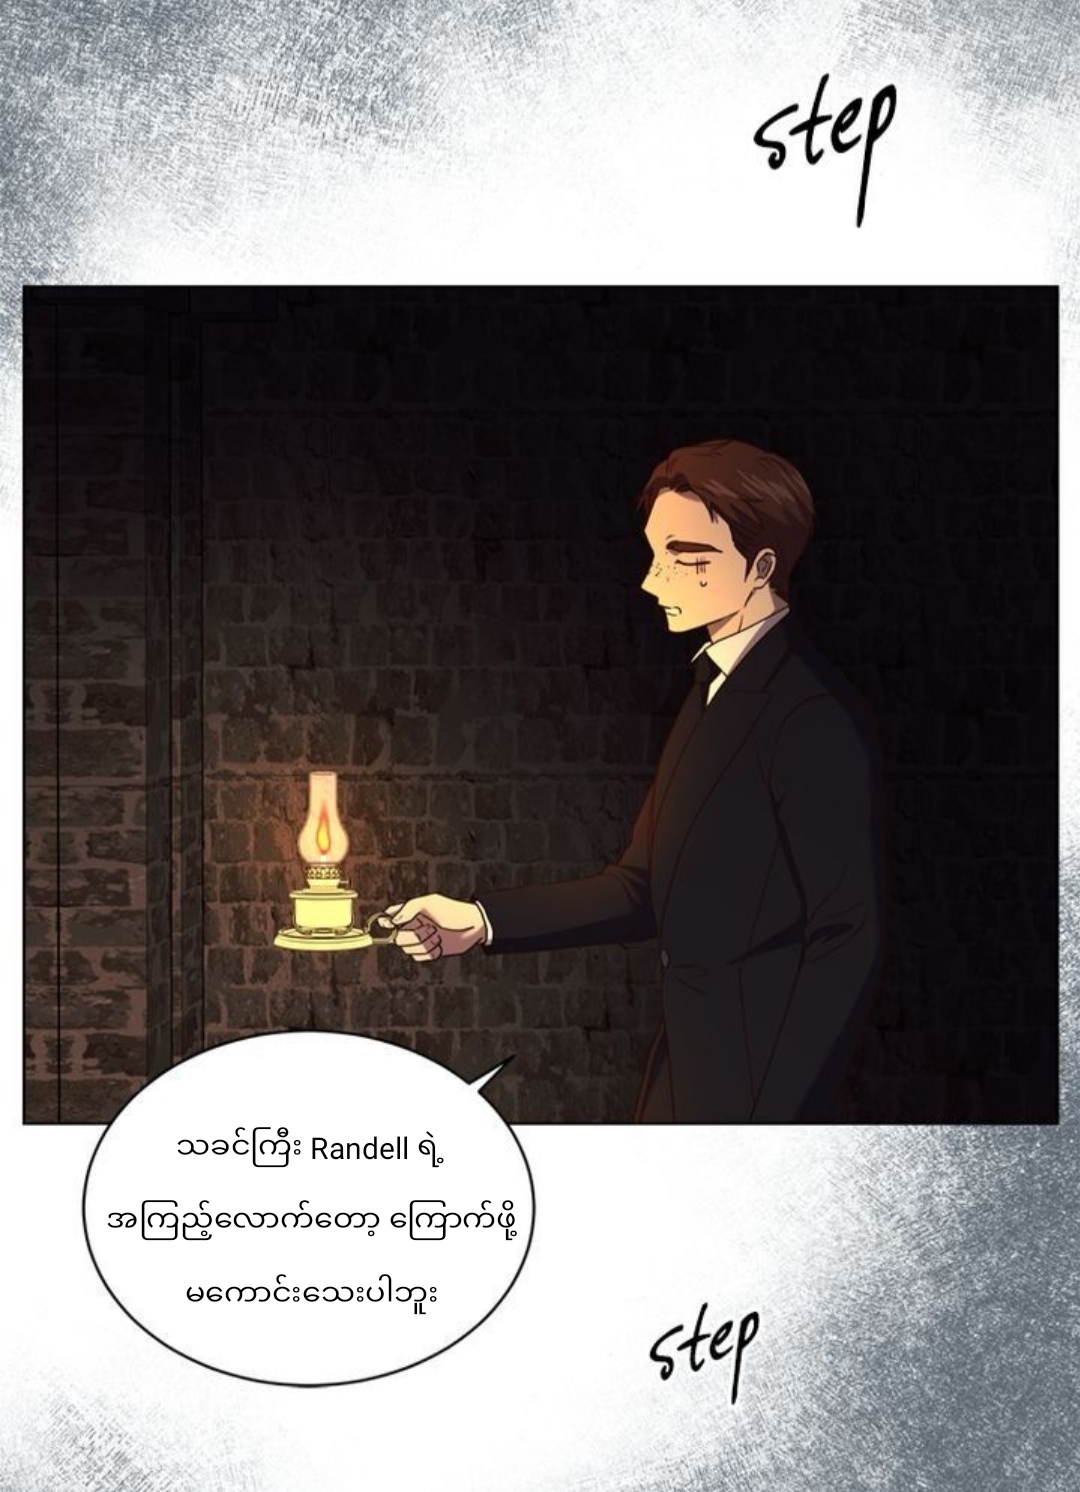 step
သခင်ကြီး Randell ရဲ့
အကြည့်လောက်တော့ ကြောက်ဖို့
မကောင်းသေးပါဘူး
step